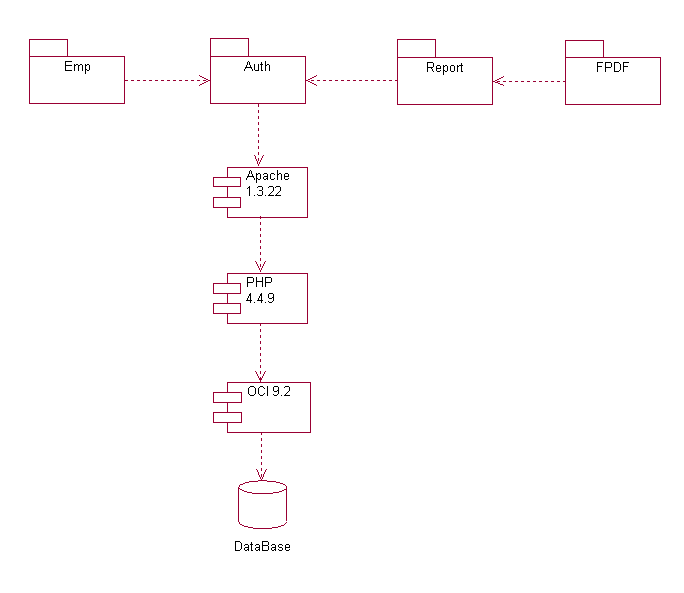 Emp
Auth
Report
FPDF
Apache
1.3.22
PHP
4.4.9
OCI 9.2
DataBase